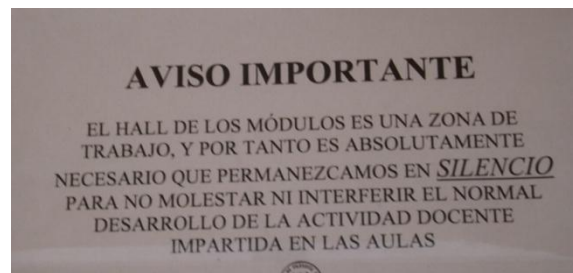 AVISO IMPORTANTE
EL HALL DE LOS MÓDULOS ES UNA ZONA DE
TRABAJO, Y POR TANTO ES ABSOLUTAMENTE
NECESARIO QUE PERMANEZCAMOS EN SILENCIO
PARA NO MOLESTAR NI INTERFERIR EL NORMAL
DESARROLLO DE LA ACTIVIDAD DOCENTE
IMPARTIDA EN LAS AULAS